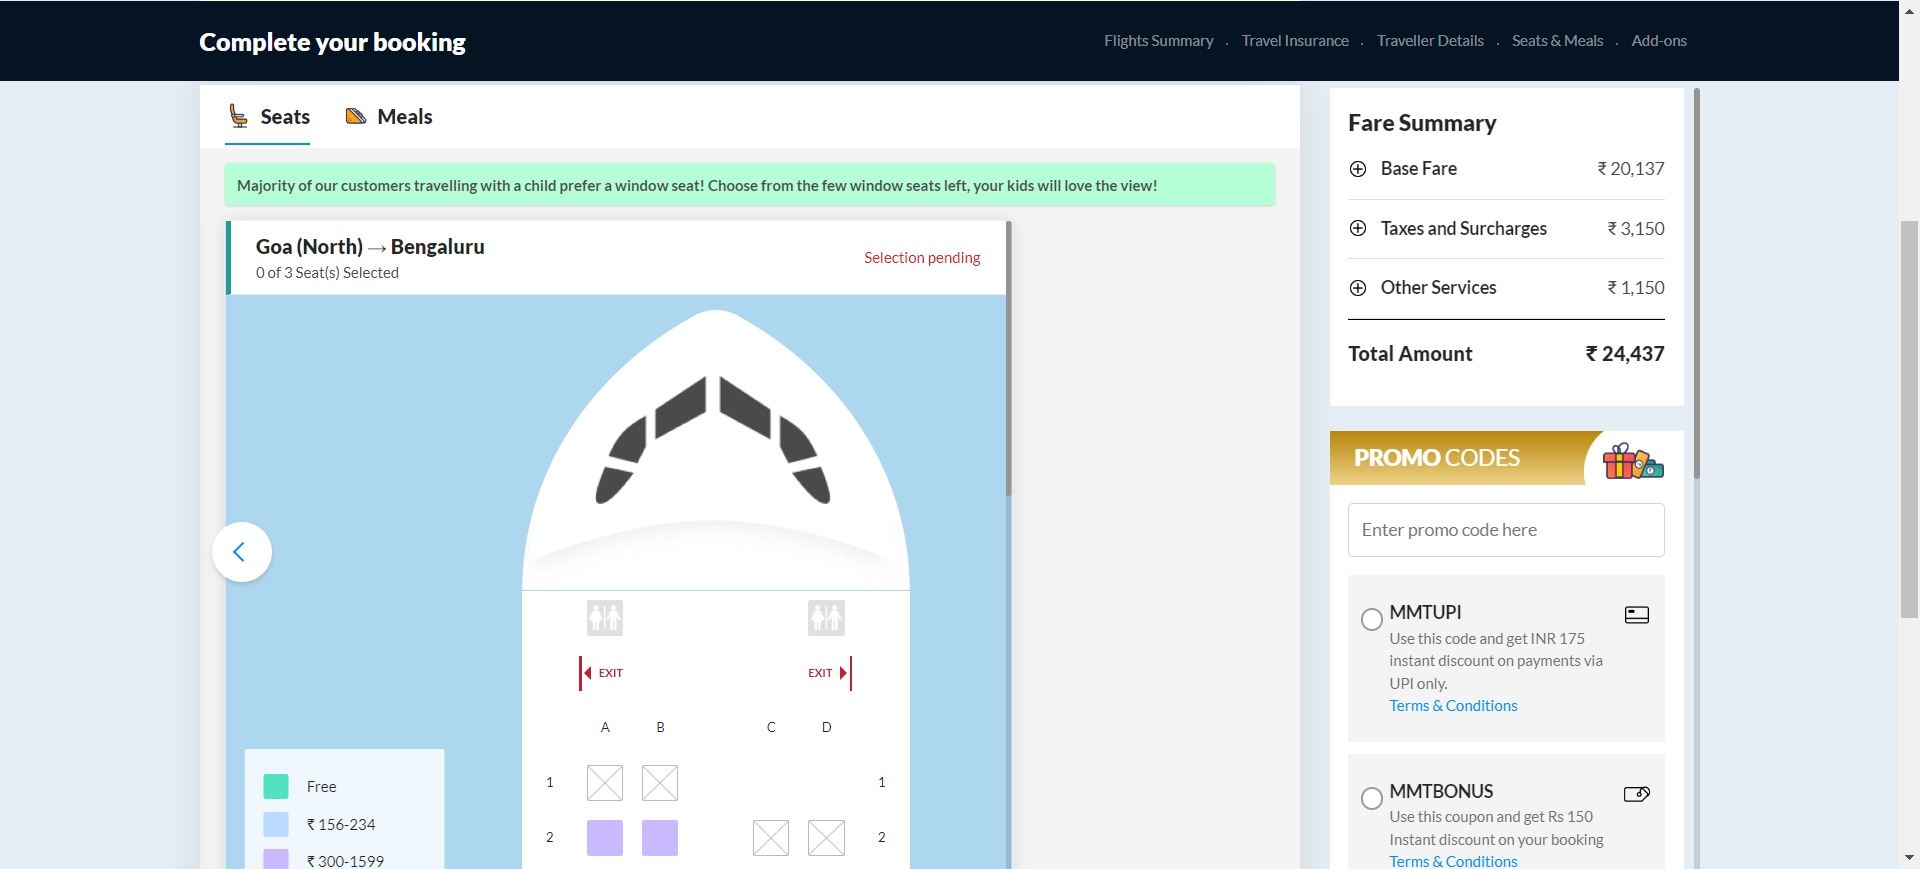 Complete your booking
Flights Summary . Travel Insurance . Traveller Details . Seats & Meals . Add-ons
Seats
Meals
Majority of our customers travelling with a child prefer a window seat! Choose from the few window seats left, your kids will love the view!
Goa (North) → Bengaluru
0 of 3 Seat(s) Selected
Selection pending
EXIT
EXIT
A B C D
1 1
2 2
Free
₹ 156-234
₹ 300-1599
Fare Summary
Base Fare ₹ 20,137
Taxes and Surcharges ₹ 3,150
Other Services ₹ 1,150
Total Amount ₹ 24,437
PROMO CODES
Enter promo code here
MMTUPI
Use this code and get INR 175
instant discount on payments via
UPI only.
Terms & Conditions
MMTBONUS
Use this coupon and get Rs 150
Instant discount on your booking
Terms & Conditions